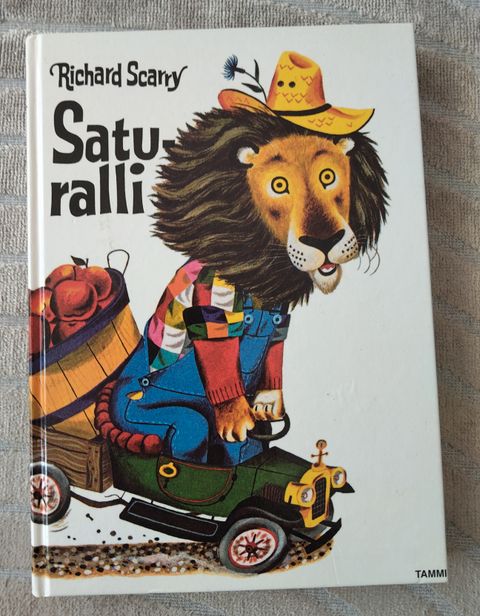 Richard Scarry
Satu-
ralli
TAMMI